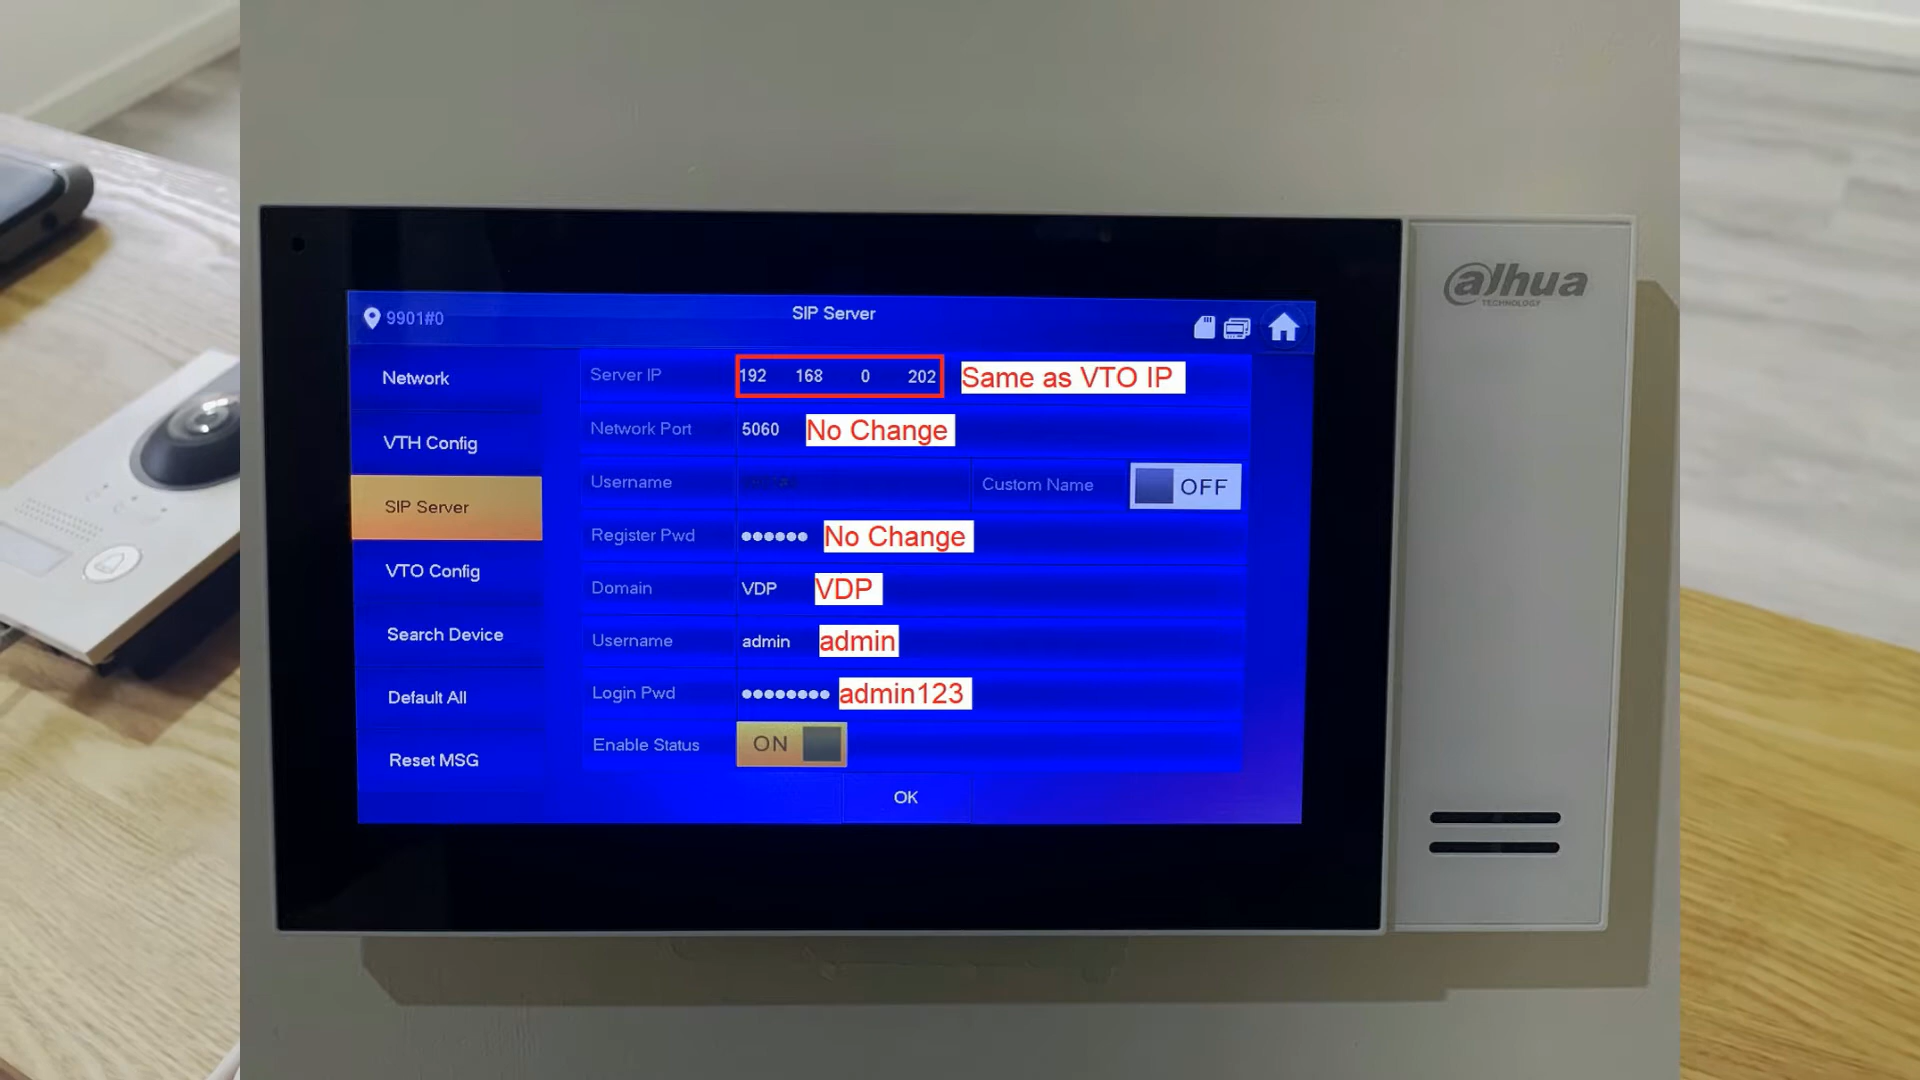 alhua
TECHNOLOGY
9901#0
SIP Server
Network
VTH Config
SIP Server
VTO Config
Search Device
Default All
Reset MSG
Server IP 192 168 0 202 Same as VTO IP
Network Port 5060 No Change
Username Custom Name OFF
Register Pwd •••••• No Change
Domain VDP VDP
Username admin admin
Login Pwd •••••••• admin123
Enable Status ON
OK